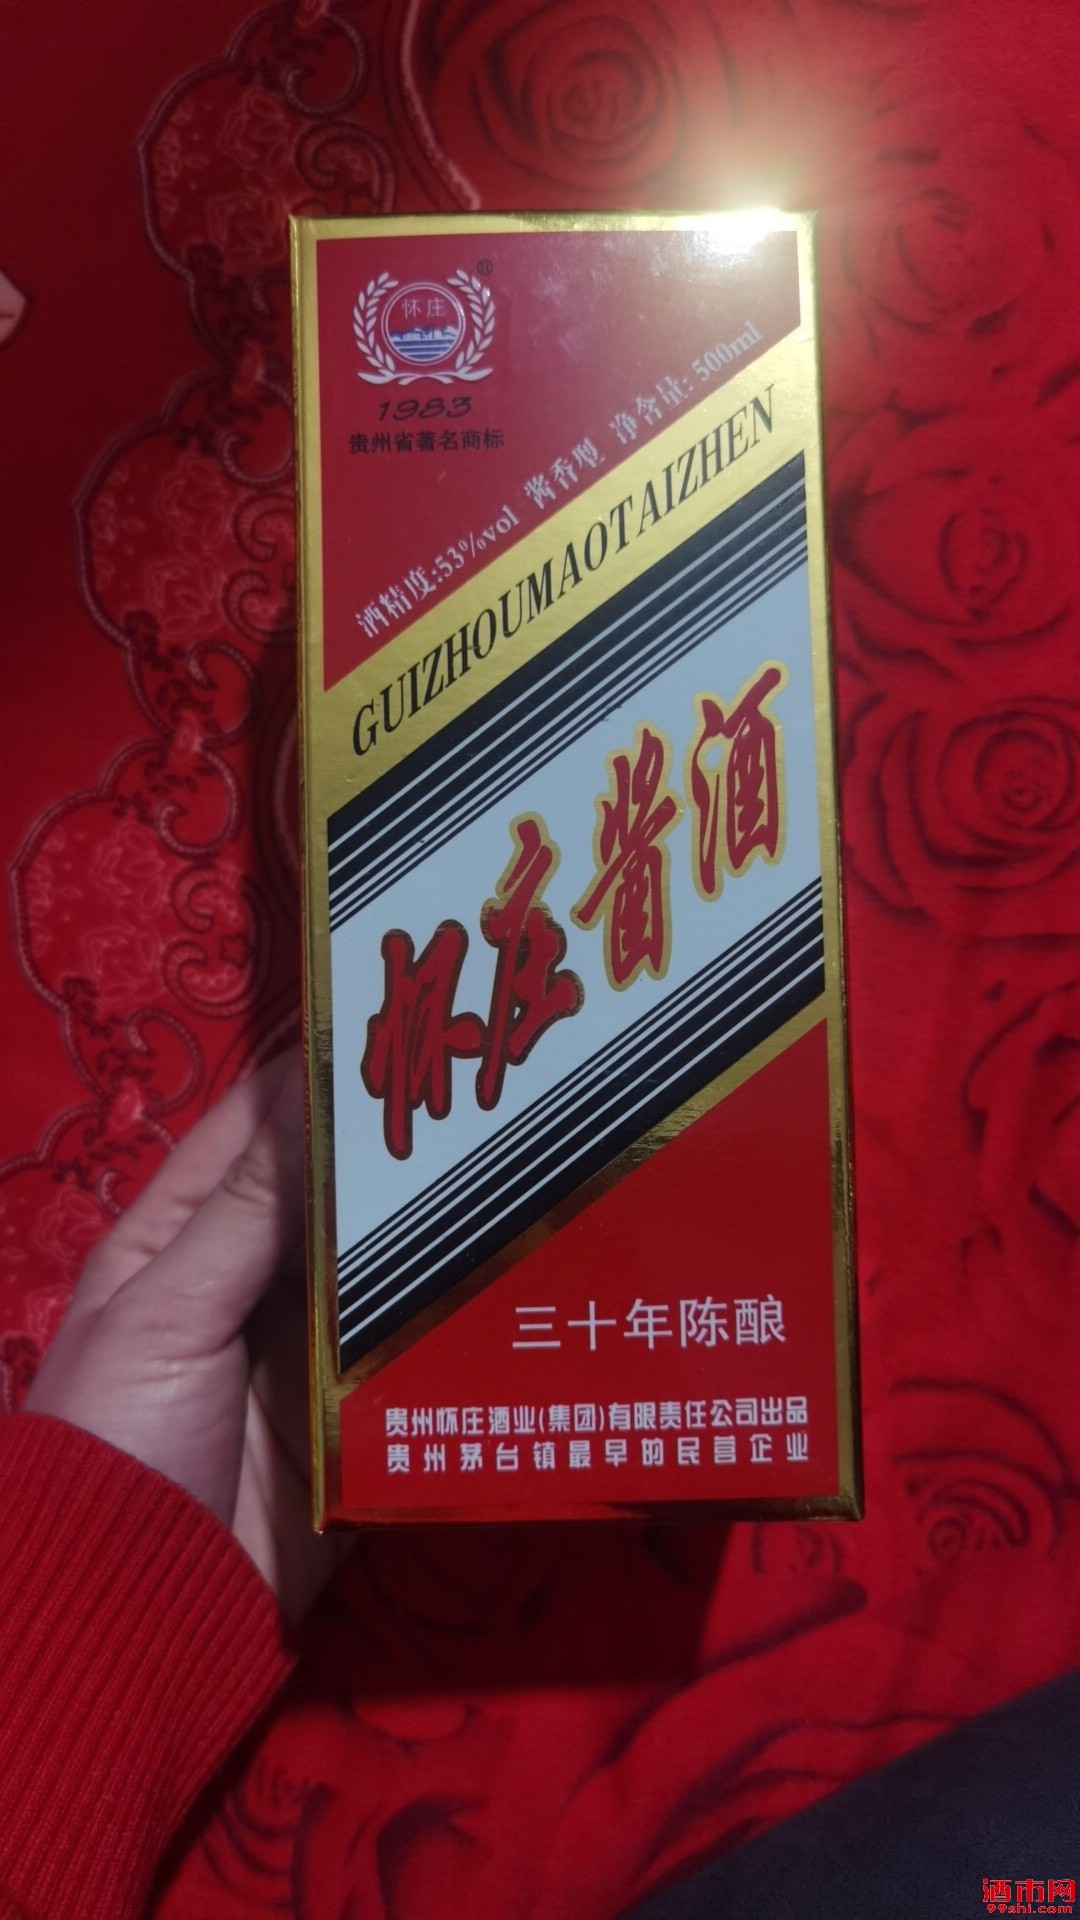 怀庄
®
1983
贵州省著名商标
酒精度:53%vol 酱香型 净含量:500ml
GUIZHOUMAOTAIZHEN
怀庄酱酒
三十年陈酿
贵州怀庄酒业(集团)有限责任公司出品
贵州茅台镇最早的民营企业
酒市网
99shi.com